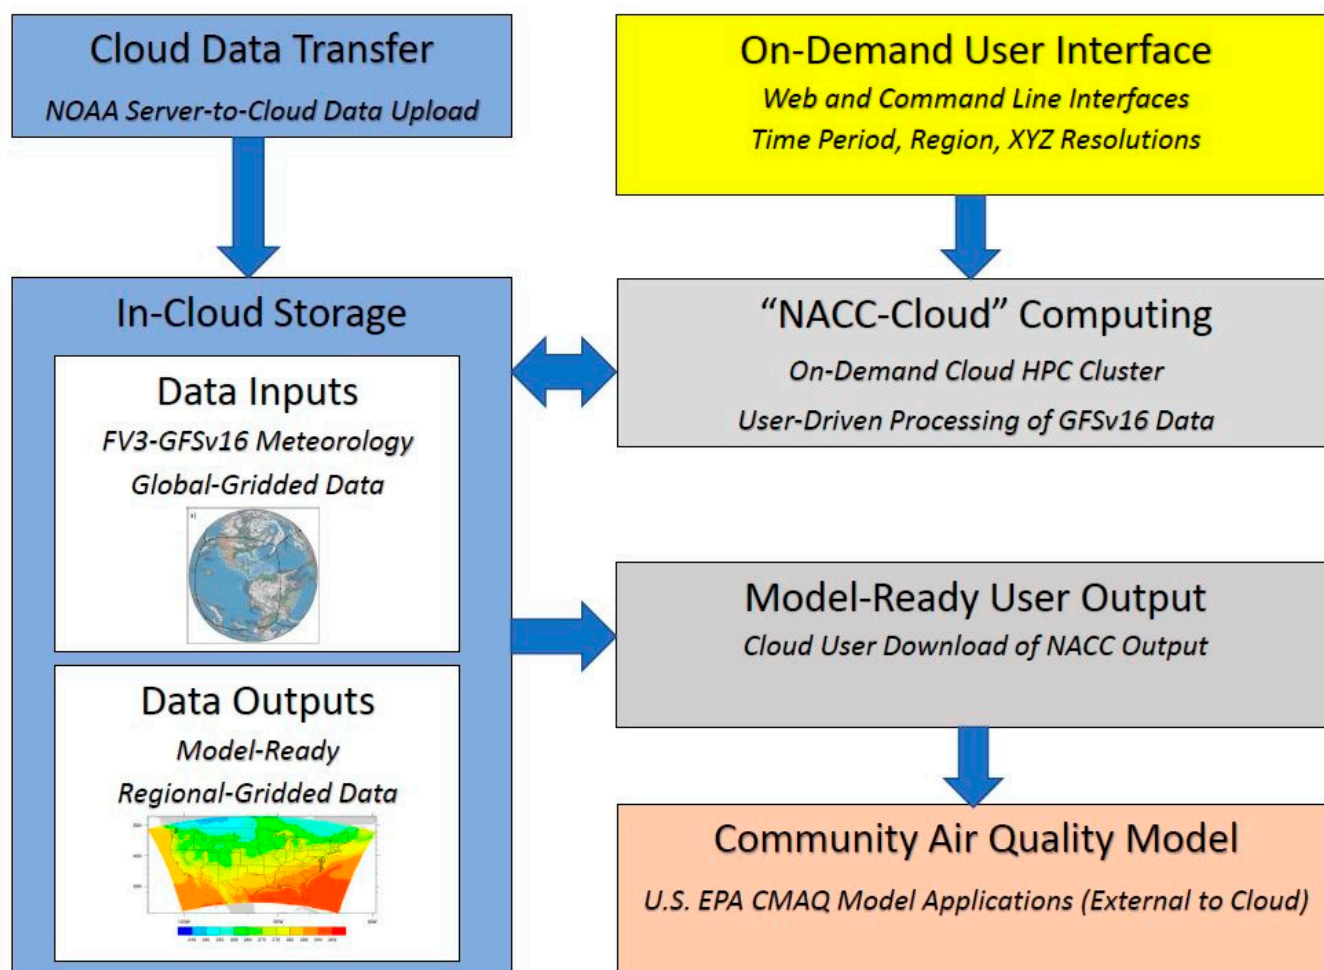 Cloud Data Transfer
NOAA Server-to-Cloud Data Upload
On-Demand User Interface
Web and Command Line Interfaces
Time Period, Region, XYZ Resolutions
In-Cloud Storage
Data Inputs
FV3-GFSv16 Meteorology
Global-Gridded Data
Data Outputs
Model-Ready
Regional-Gridded Data
“NACC-Cloud” Computing
On-Demand Cloud HPC Cluster
User-Driven Processing of GFSv16 Data
Model-Ready User Output
Cloud User Download of NACC Output
Community Air Quality Model
U.S. EPA CMAQ Model Applications (External to Cloud)